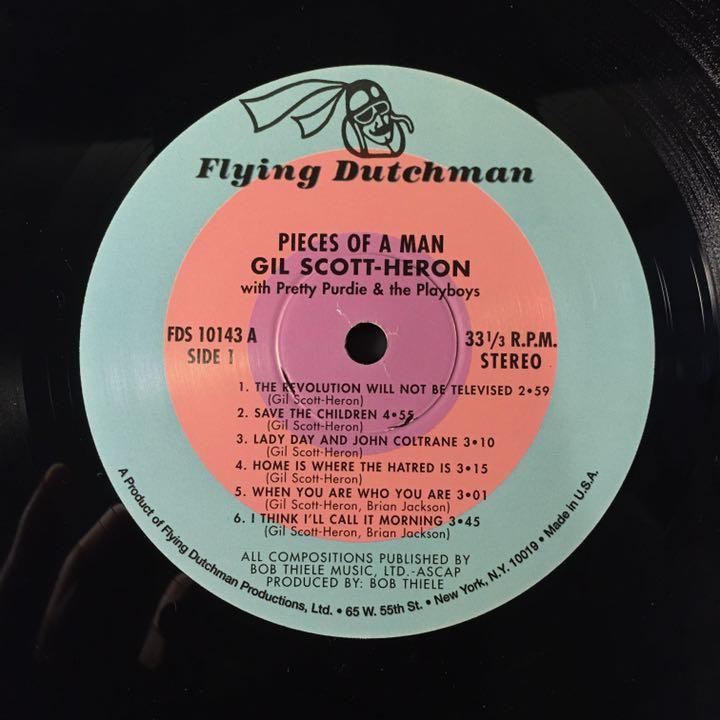 Flying Dutchman
PIECES OF A MAN
GIL SCOTT-HERON
with Pretty Purdie & the Playboys
FDS 10143 A
SIDE 1
33 1/3 R.P.M.
STEREO
1. THE REVOLUTION WILL NOT BE TELEVISED 2•59
(Gil Scott-Heron)
2. SAVE THE CHILDREN 4•55
(Gil Scott-Heron)
3. LADY DAY AND JOHN COLTRANE 3•10
(Gil Scott-Heron)
4. HOME IS WHERE THE HATRED IS 3•15
(Gil Scott-Heron)
5. WHEN YOU ARE WHO YOU ARE 3•01
(Gil Scott-Heron, Brian Jackson)
6. I THINK I'LL CALL IT MORNING 3•45
(Gil Scott-Heron, Brian Jackson)
ALL COMPOSITIONS PUBLISHED BY
BOB THIELE MUSIC, LTD.-ASCAP
PRODUCED BY: BOB THIELE
A Product of Flying Dutchman Productions, Ltd. • 65 W. 55th St. • New York, N.Y. 10019 • Made in U.S.A.